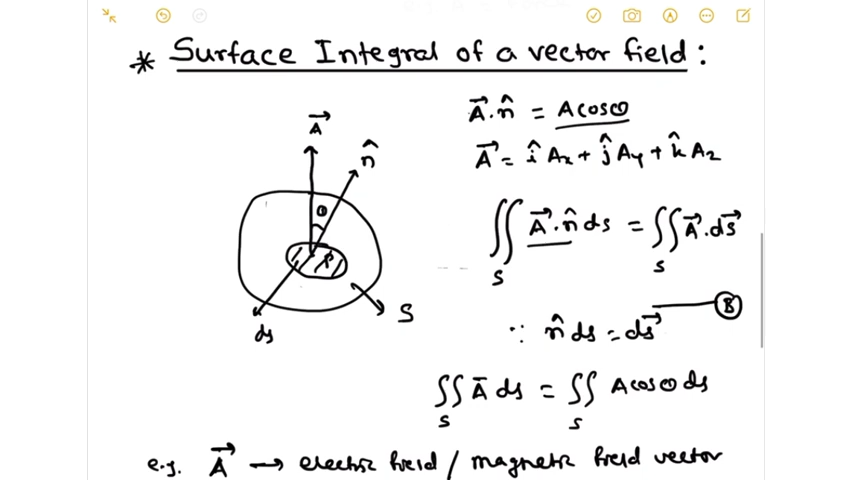 * Surface Integral of a vector field :
A⃗ . n̂ = A cosθ
A⃗ = î Ax + ĵ Ay + k̂ Az
∬S A⃗ . n̂ ds = ∬S A⃗ . ds⃗
∵ n̂ ds = ds⃗ — Ⓑ
∬S A̅ ds = ∬S A cosθ ds
A⃗
n̂
θ
P
S
ds
e.g. A⃗ → electric field / magnetic field vector